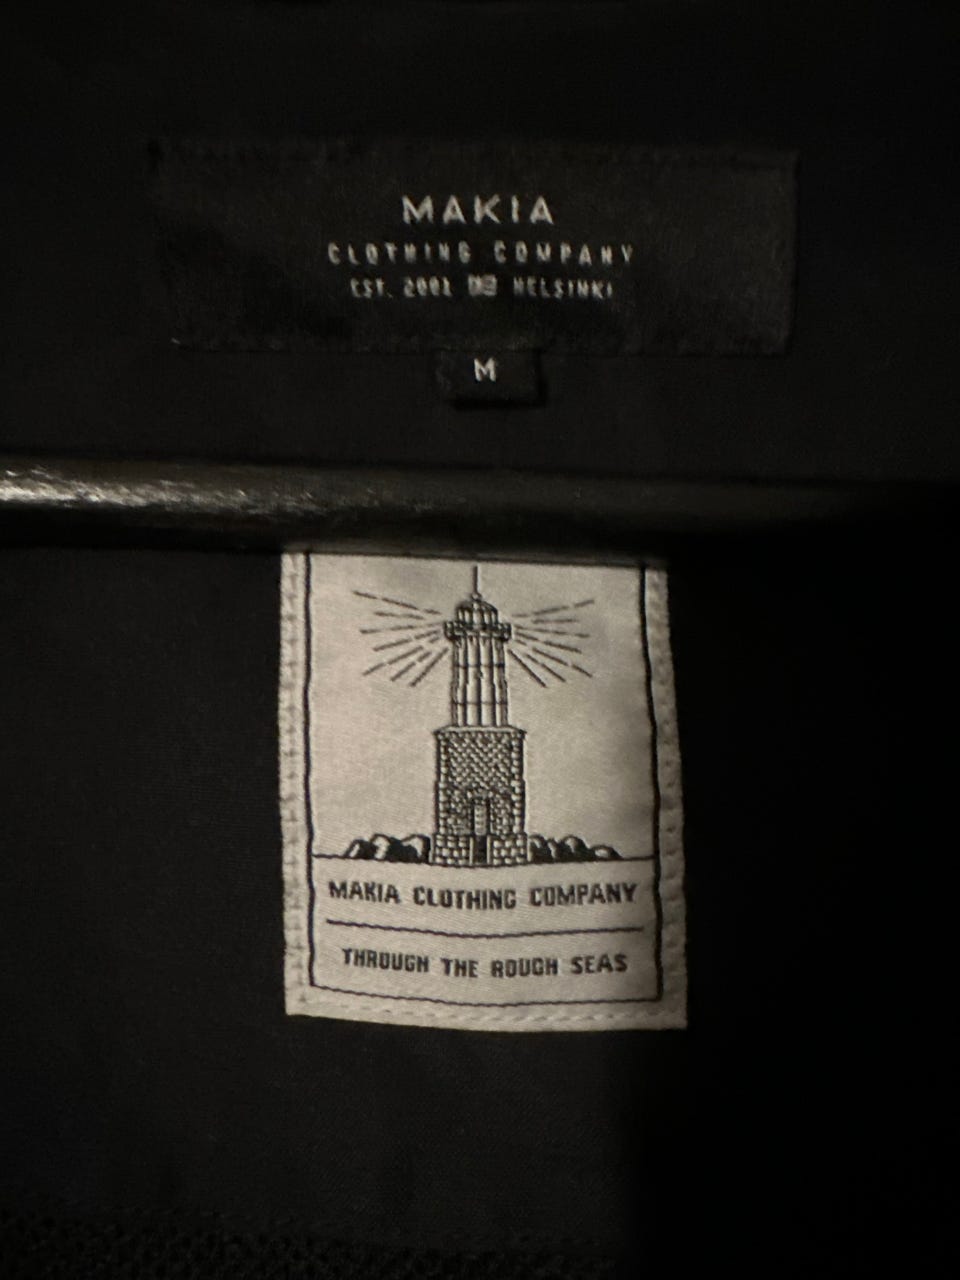 MAKIA
CLOTHING COMPANY
EST. 2001 HELSINKI
M
MAKIA CLOTHING COMPANY
THROUGH THE ROUGH SEAS